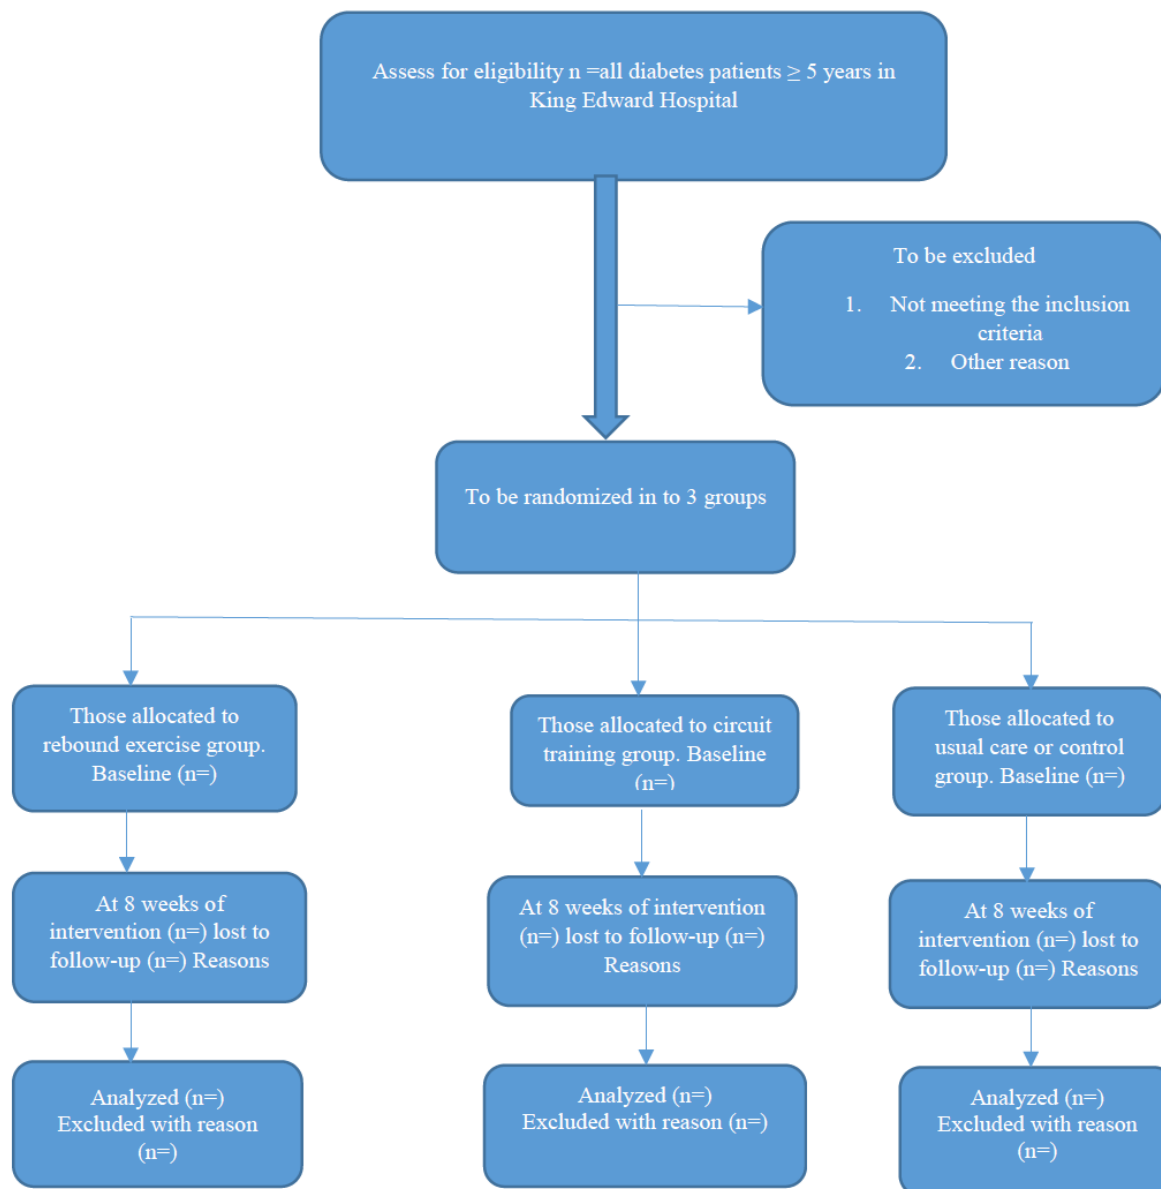 Assess for eligibility n =all diabetes patients ≥ 5 years in
King Edward Hospital
To be excluded
1. Not meeting the inclusion
criteria
2. Other reason
To be randomized in to 3 groups
Those allocated to
rebound exercise group.
Baseline (n=)
Those allocated to circuit
training group. Baseline
(n=)
Those allocated to
usual care or control
group. Baseline (n=)
At 8 weeks of
intervention (n=) lost to
follow-up (n=) Reasons
At 8 weeks of intervention
(n=) lost to follow-up (n=)
Reasons
At 8 weeks of
intervention (n=) lost to
follow-up (n=) Reasons
Analyzed (n=)
Excluded with reason
(n=)
Analyzed (n=)
Excluded with reason (n=)
Analyzed (n=)
Excluded with reason
(n=)